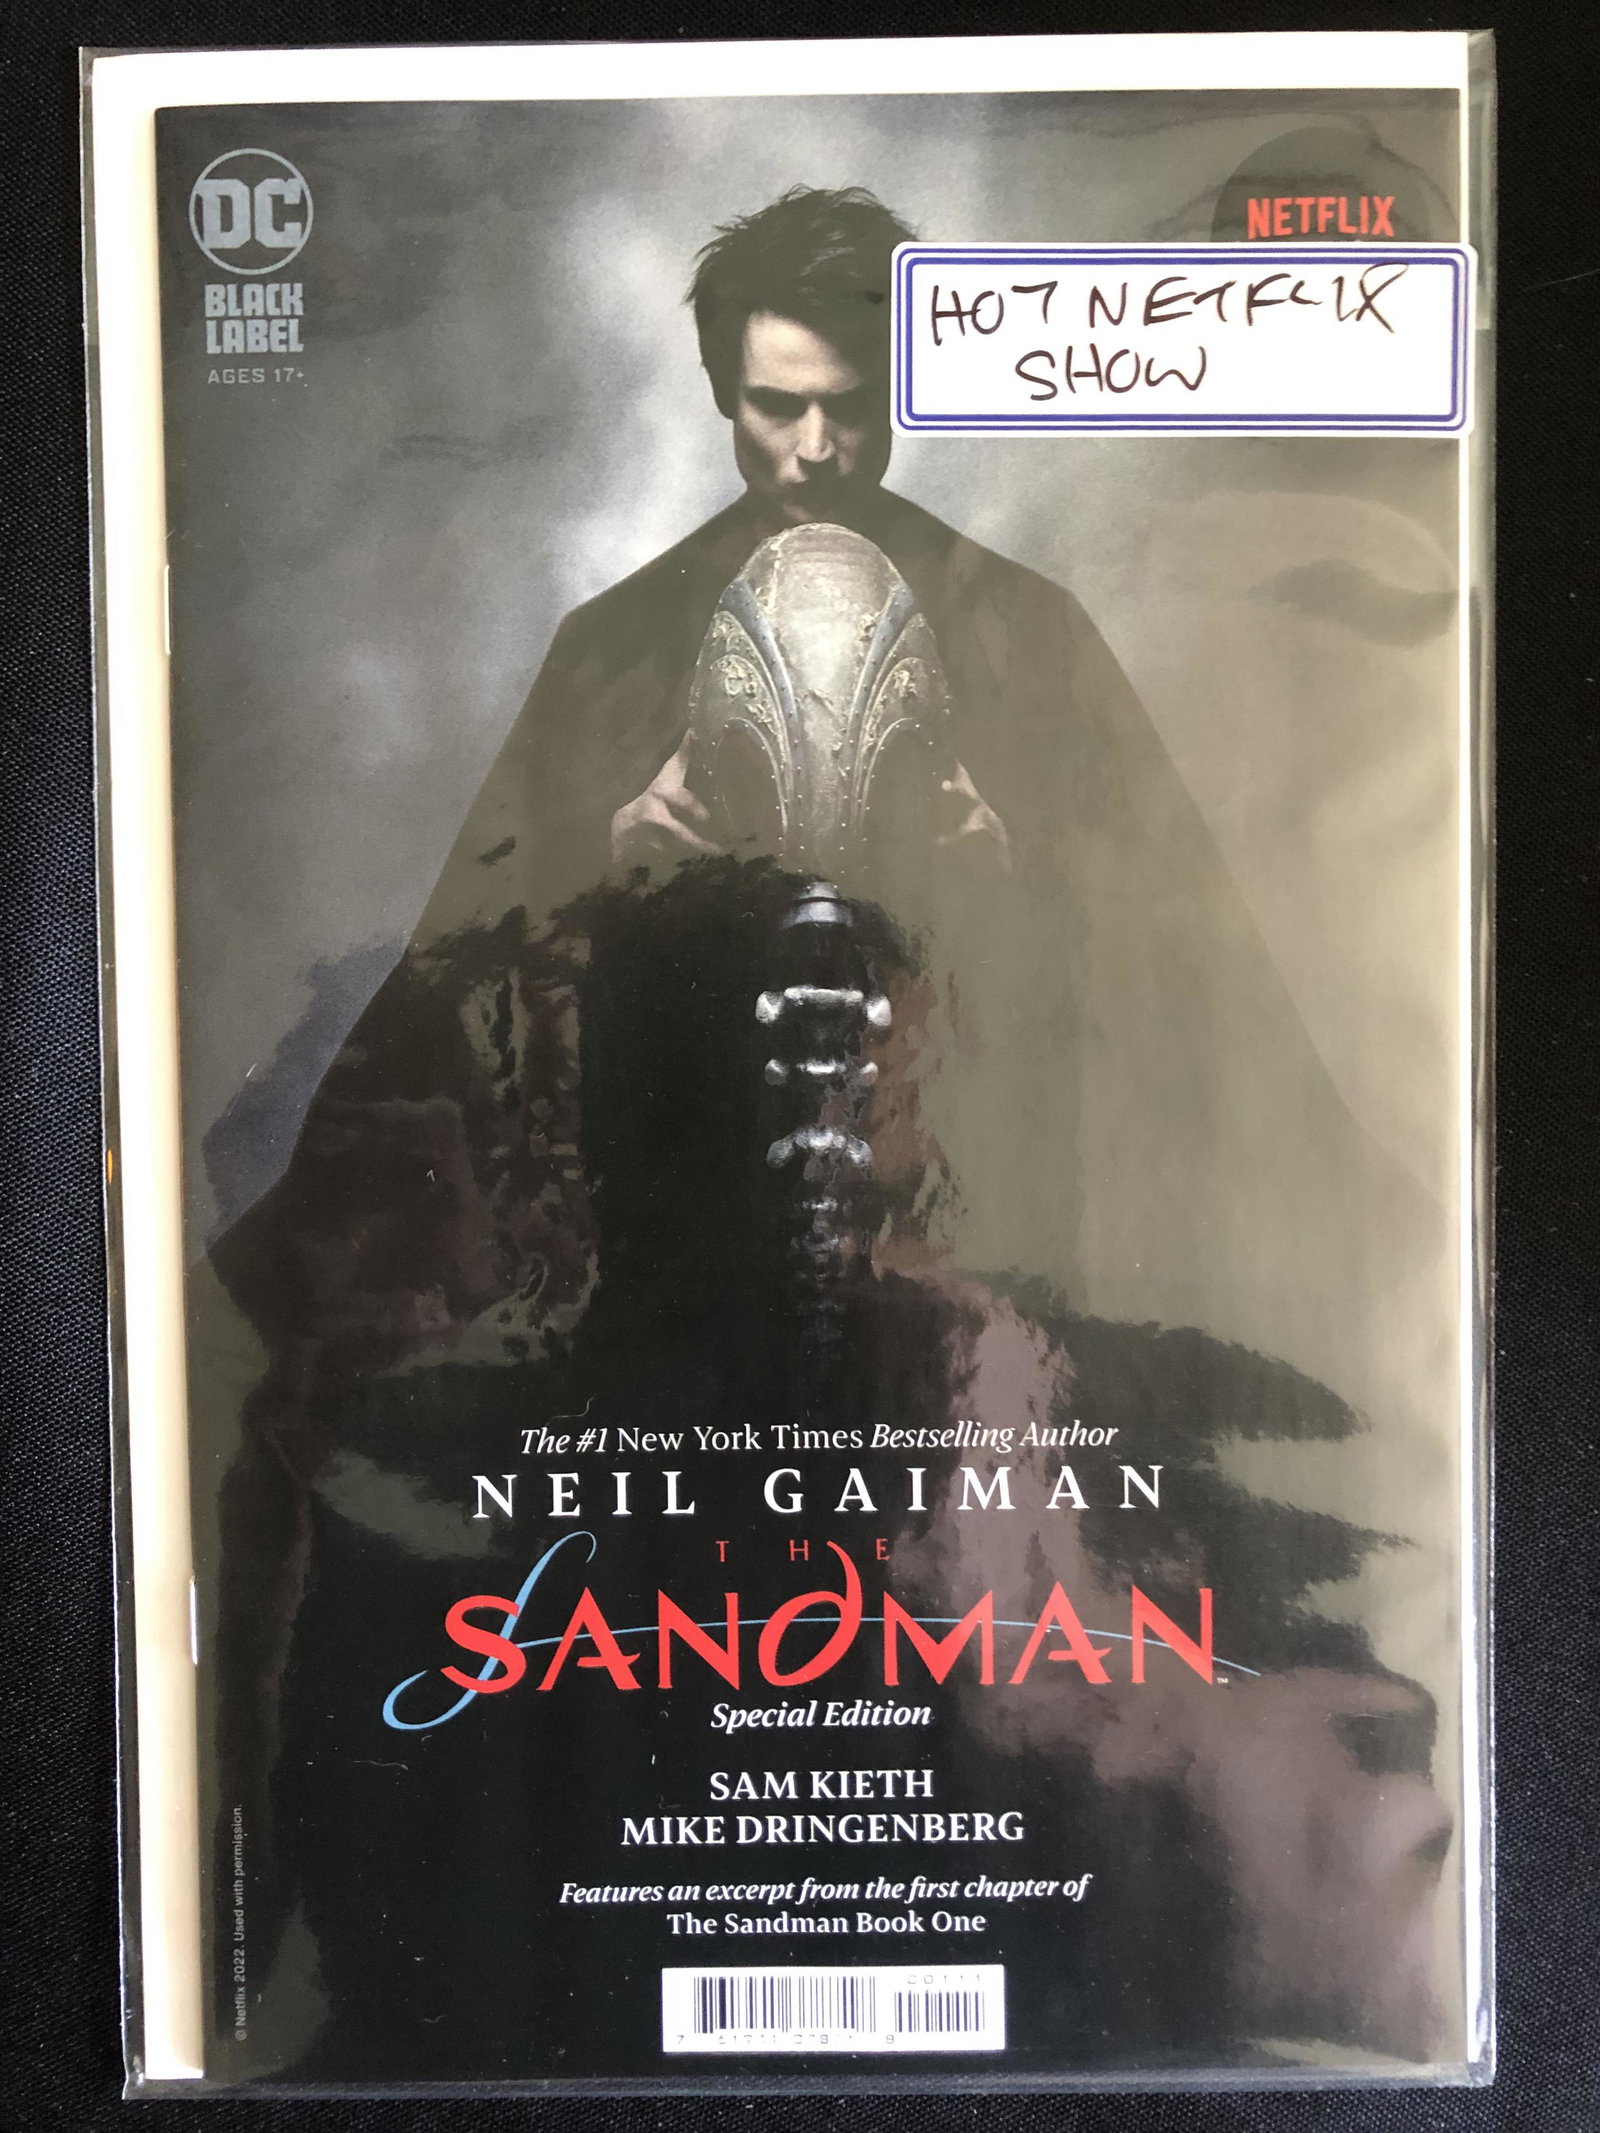 DC
BLACK
LABEL
AGES 17+
NETFLIX
HOT NETFLIX
SHOW
The #1 New York Times Bestselling Author
NEIL GAIMAN
THE
SANDMAN™
Special Edition
SAM KIETH
MIKE DRINGENBERG
Features an excerpt from the first chapter of
The Sandman Book One
© Netflix 2022. Used with permission.
00111